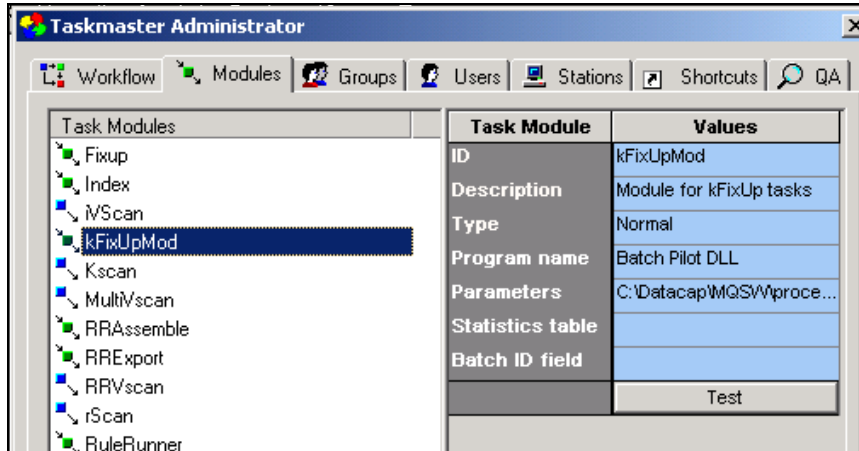 Taskmaster Administrator
Workflow Modules Groups Users Stations Shortcuts QA
Task Modules
Fixup
Index
iVScan
kFixUpMod
Kscan
MultiVscan
RRAssemble
RRExport
RRVscan
rScan
RuleRunner
Task Module Values
ID kFixUpMod
Description Module for kFixUp tasks
Type Normal
Program name Batch Pilot DLL
Parameters C:\Datacap\MQSW\proce...
Statistics table
Batch ID field
Test